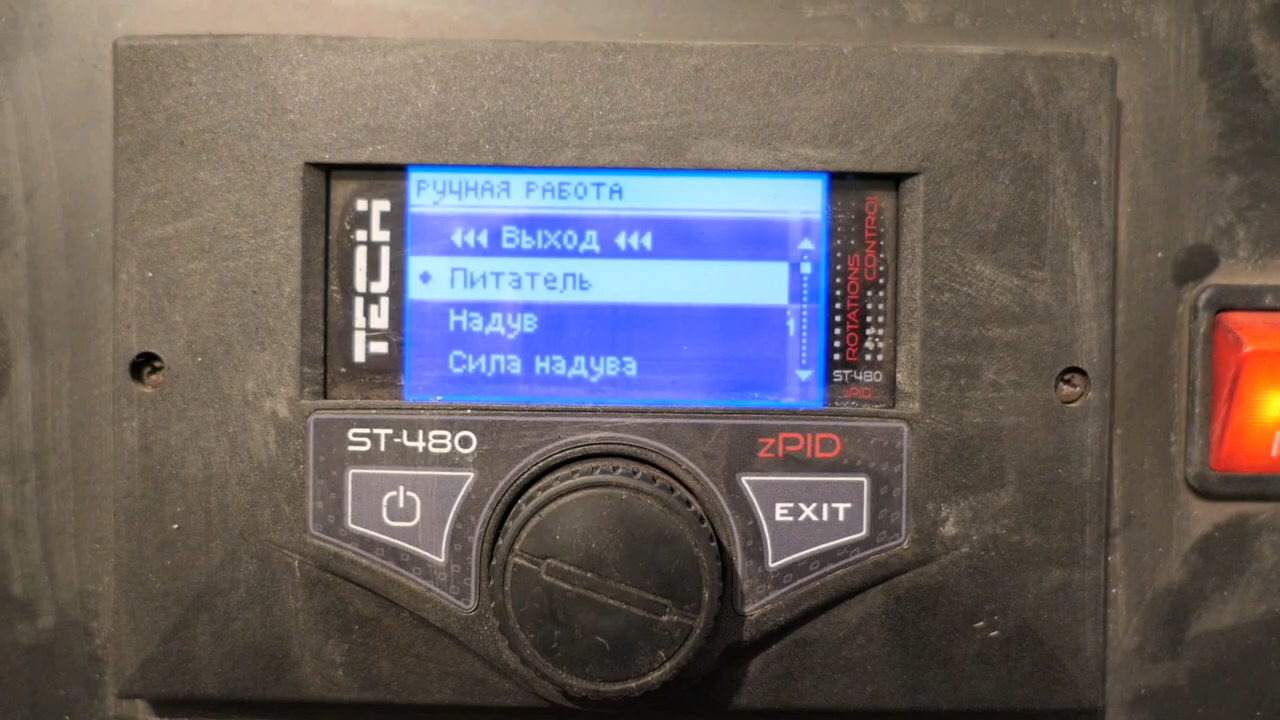 РУЧНАЯ РАБОТА
Выход
Питатель
Надув
Сила надува
TECH
ROTATIONS
CONTROL
ST-480
zPID
ST-480
zPID
EXIT